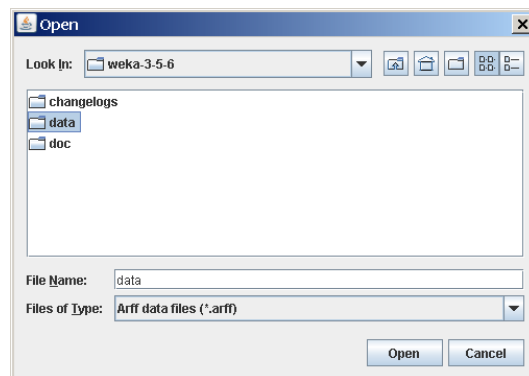 Open
Look In: weka-3-5-6
changelogs
data
doc
File Name: data
Files of Type: Arff data files (*.arff)
Open Cancel